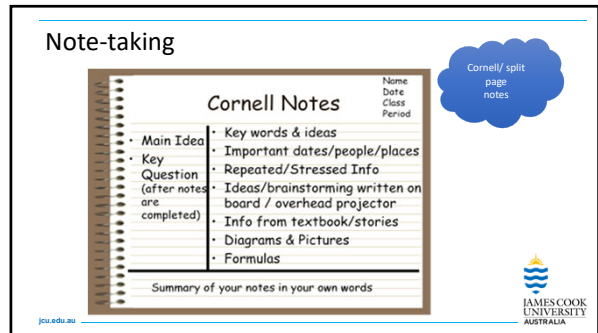 Note-taking
Cornell/ split
page
notes
Name
Date
Class
Period
Cornell Notes
• Main Idea
• Key
Question
(after notes
are
completed)
• Key words & ideas
• Important dates/people/places
• Repeated/Stressed Info
• Ideas/brainstorming written on
board / overhead projector
• Info from textbook/stories
• Diagrams & Pictures
• Formulas
Summary of your notes in your own words
jcu.edu.au
JAMES COOK
UNIVERSITY
AUSTRALIA